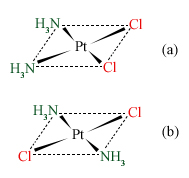 H₃N Cl
Pt (a)
H₃N Cl
H₃N Cl
Pt (b)
Cl NH₃